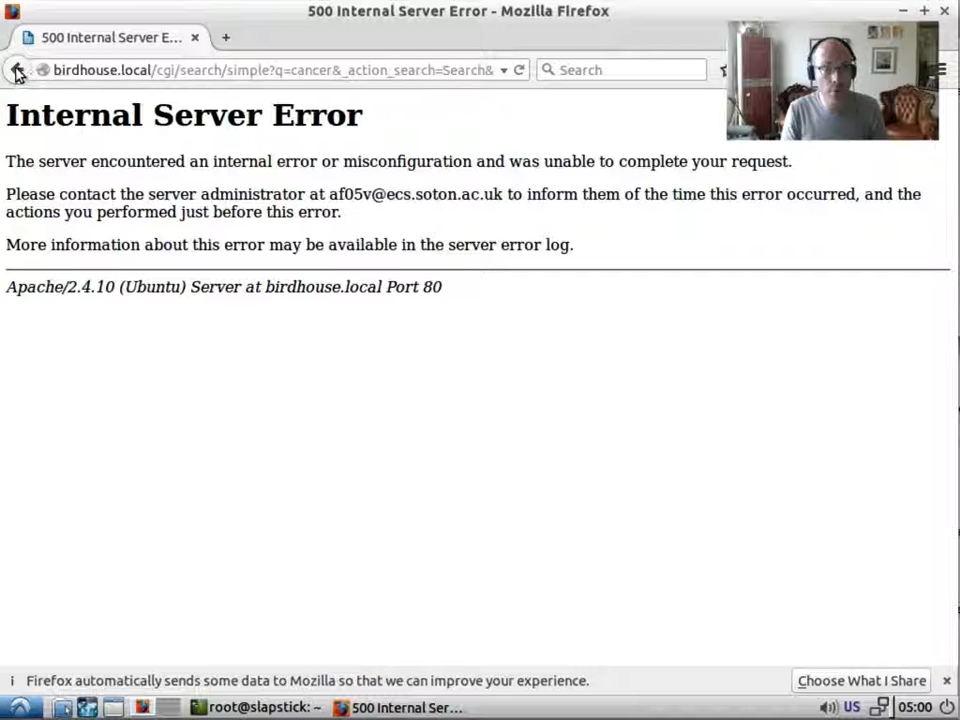 500 Internal Server Error - Mozilla Firefox
500 Internal Server E...
birdhouse.local/cgi/search/simple?q=cancer&_action_search=Search&
Search
Internal Server Error
The server encountered an internal error or misconfiguration and was unable to complete your request.
Please contact the server administrator at af05v@ecs.soton.ac.uk to inform them of the time this error occurred, and the
actions you performed just before this error.
More information about this error may be available in the server error log.
Apache/2.4.10 (Ubuntu) Server at birdhouse.local Port 80
i Firefox automatically sends some data to Mozilla so that we can improve your experience.
Choose What I Share
root@slapstick: ~
500 Internal Ser...
US
05:00